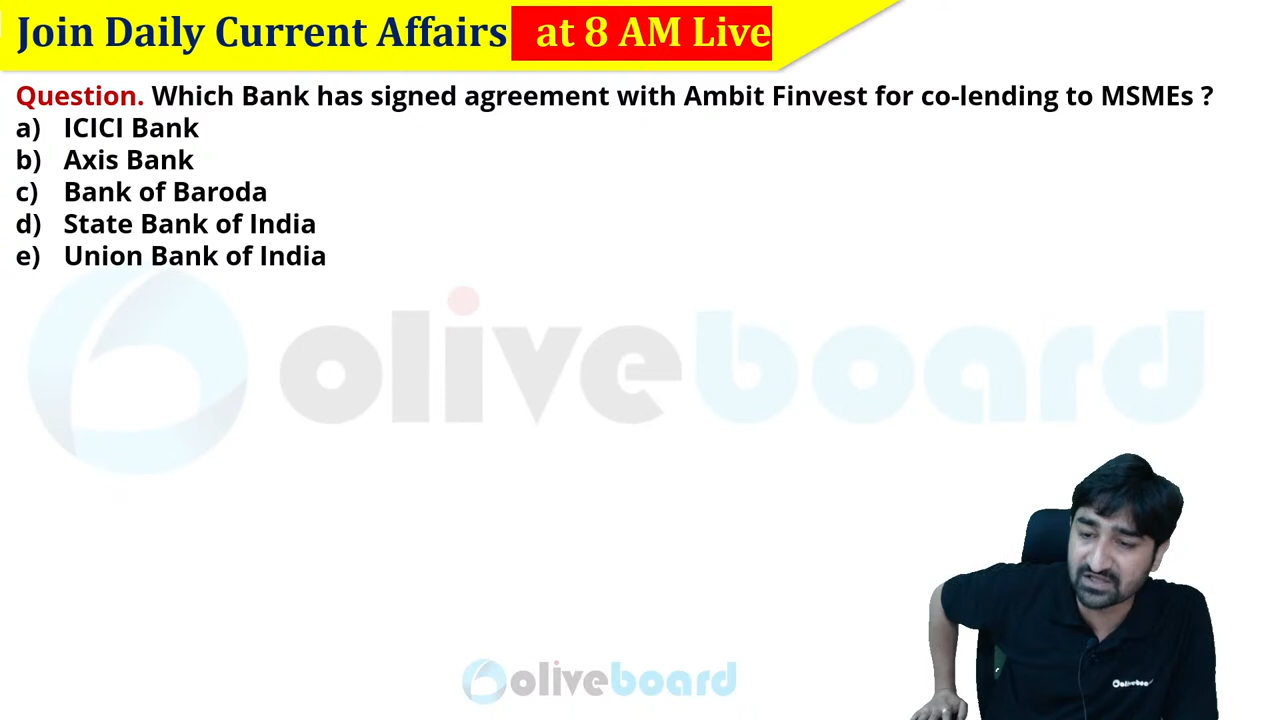 Join Daily Current Affairs at 8 AM Live
Question. Which Bank has signed agreement with Ambit Finvest for co-lending to MSMEs ?
a) ICICI Bank
b) Axis Bank
c) Bank of Baroda
d) State Bank of India
e) Union Bank of India
oliveboard
oliveboard
Oliveboard